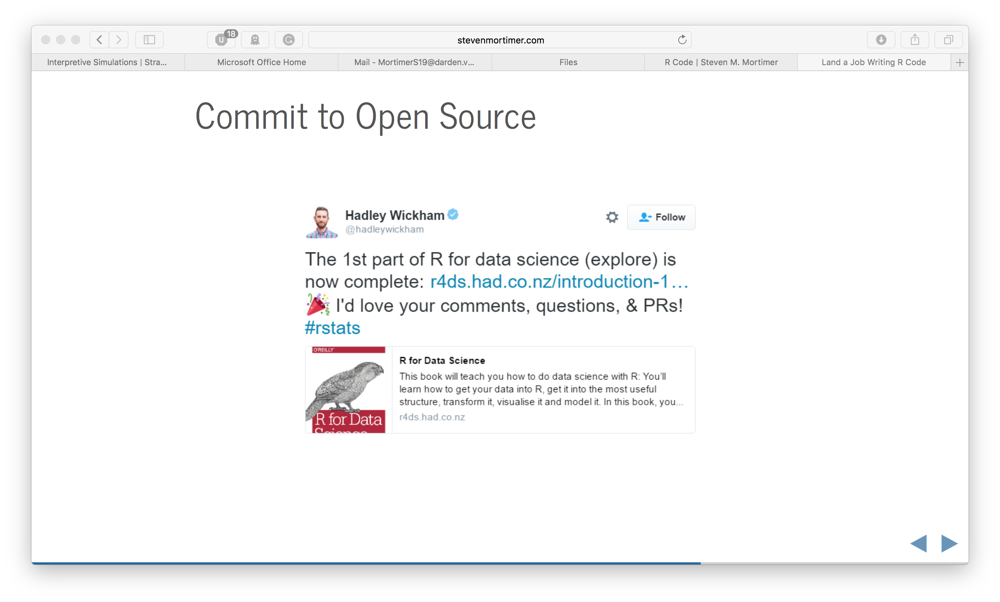 18
stevenmortimer.com
Interpretive Simulations | Stra...
Microsoft Office Home
Mail - MortimerS19@darden.v...
Files
R Code | Steven M. Mortimer
Land a Job Writing R Code
Commit to Open Source
Hadley Wickham
@hadleywickham
Follow
The 1st part of R for data science (explore) is
now complete: r4ds.had.co.nz/introduction-1…
🎉 I'd love your comments, questions, & PRs!
#rstats
O'REILLY
R for Data
Science
R for Data Science
This book will teach you how to do data science with R: You’ll
learn how to get your data into R, get it into the most useful
structure, transform it, visualise it and model it. In this book, you...
r4ds.had.co.nz